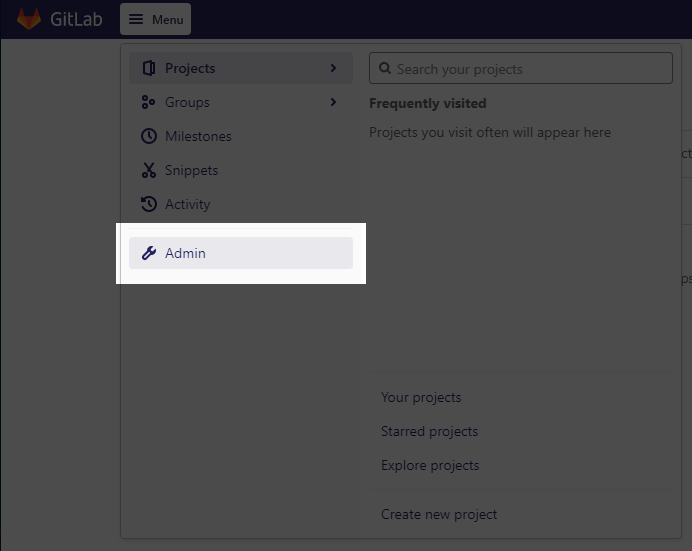 GitLab
Menu
Projects
Groups
Milestones
Snippets
Activity
Admin
Search your projects
Frequently visited
Projects you visit often will appear here
Your projects
Starred projects
Explore projects
Create new project